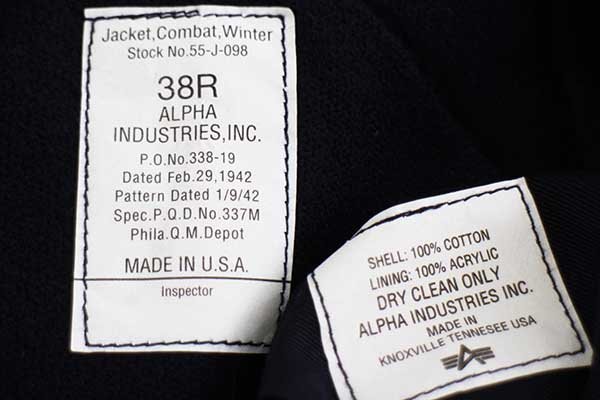 Jacket,Combat,Winter
Stock No.55-J-098
38R
ALPHA
INDUSTRIES,INC.
P.O.No.338-19
Dated Feb.29,1942
Pattern Dated 1/9/42
Spec.P.Q.D.No.337M
Phila.Q.M.Depot
MADE IN U.S.A.
Inspector
SHELL: 100% COTTON
LINING: 100% ACRYLIC
DRY CLEAN ONLY
ALPHA INDUSTRIES INC.
MADE IN
KNOXVILLE TENNESEE USA